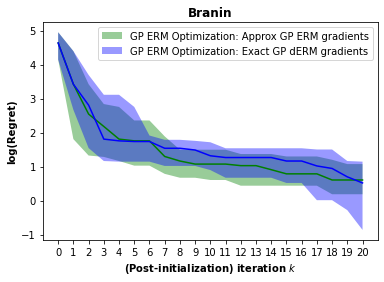 Branin
GP ERM Optimization: Approx GP ERM gradients
GP ERM Optimization: Exact GP dERM gradients
log(Regret)
5
4
3
2
1
0
−1
0 1 2 3 4 5 6 7 8 9 10 11 12 13 14 15 16 17 18 19 20
(Post-initialization) iteration k